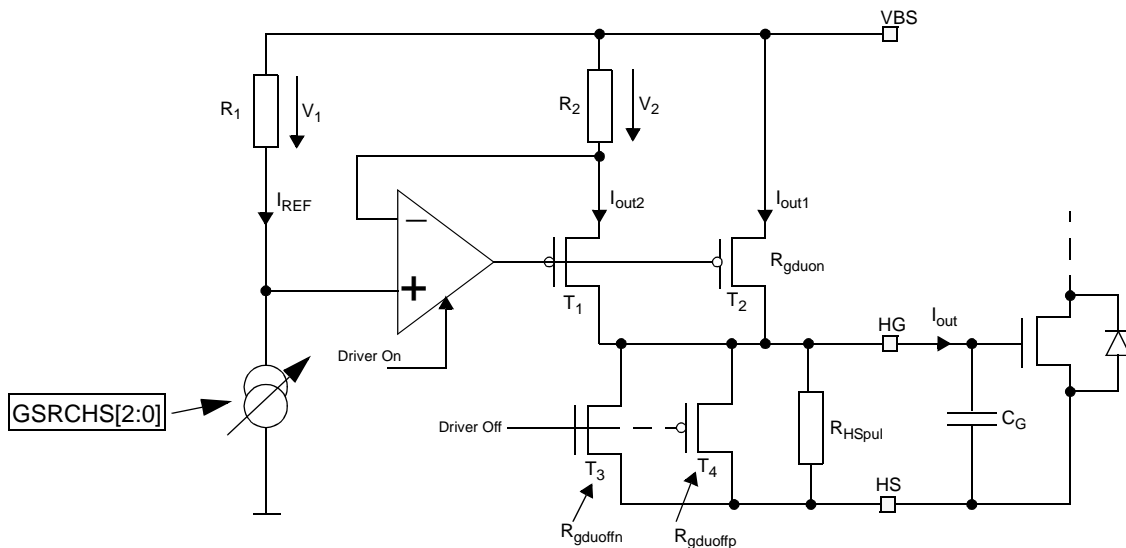 VBS
R1
V1
R2
V2
IREF
Iout2
Iout1
−
+
Rgduon
T1
T2
Driver On
HG
Iout
GSRCHS[2:0]
Driver Off
T3
T4
RHSpul
CG
HS
Rgduoffn
Rgduoffp